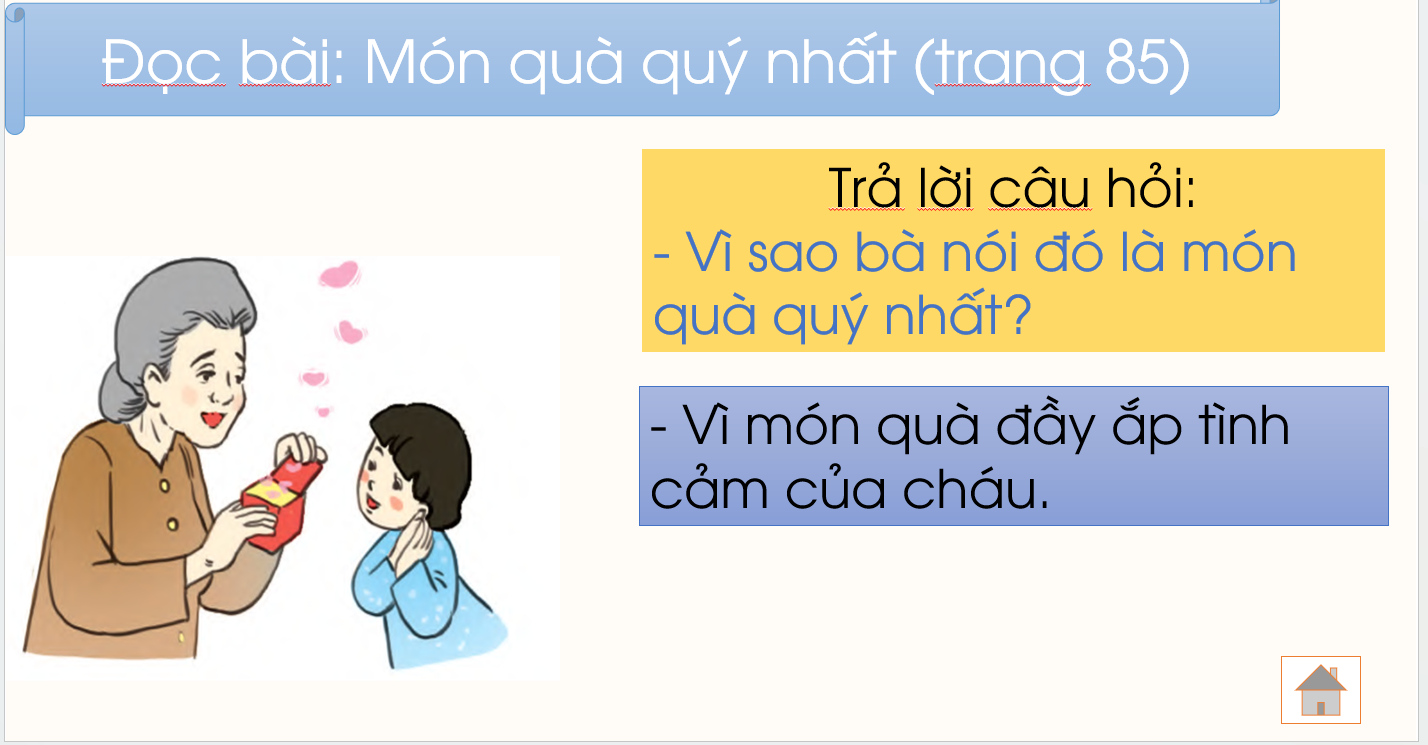 Đọc bài: Món quà quý nhất (trang 85)
Trả lời câu hỏi:
- Vì sao bà nói đó là món
quà quý nhất?
- Vì món quà đầy ắp tình
cảm của cháu.